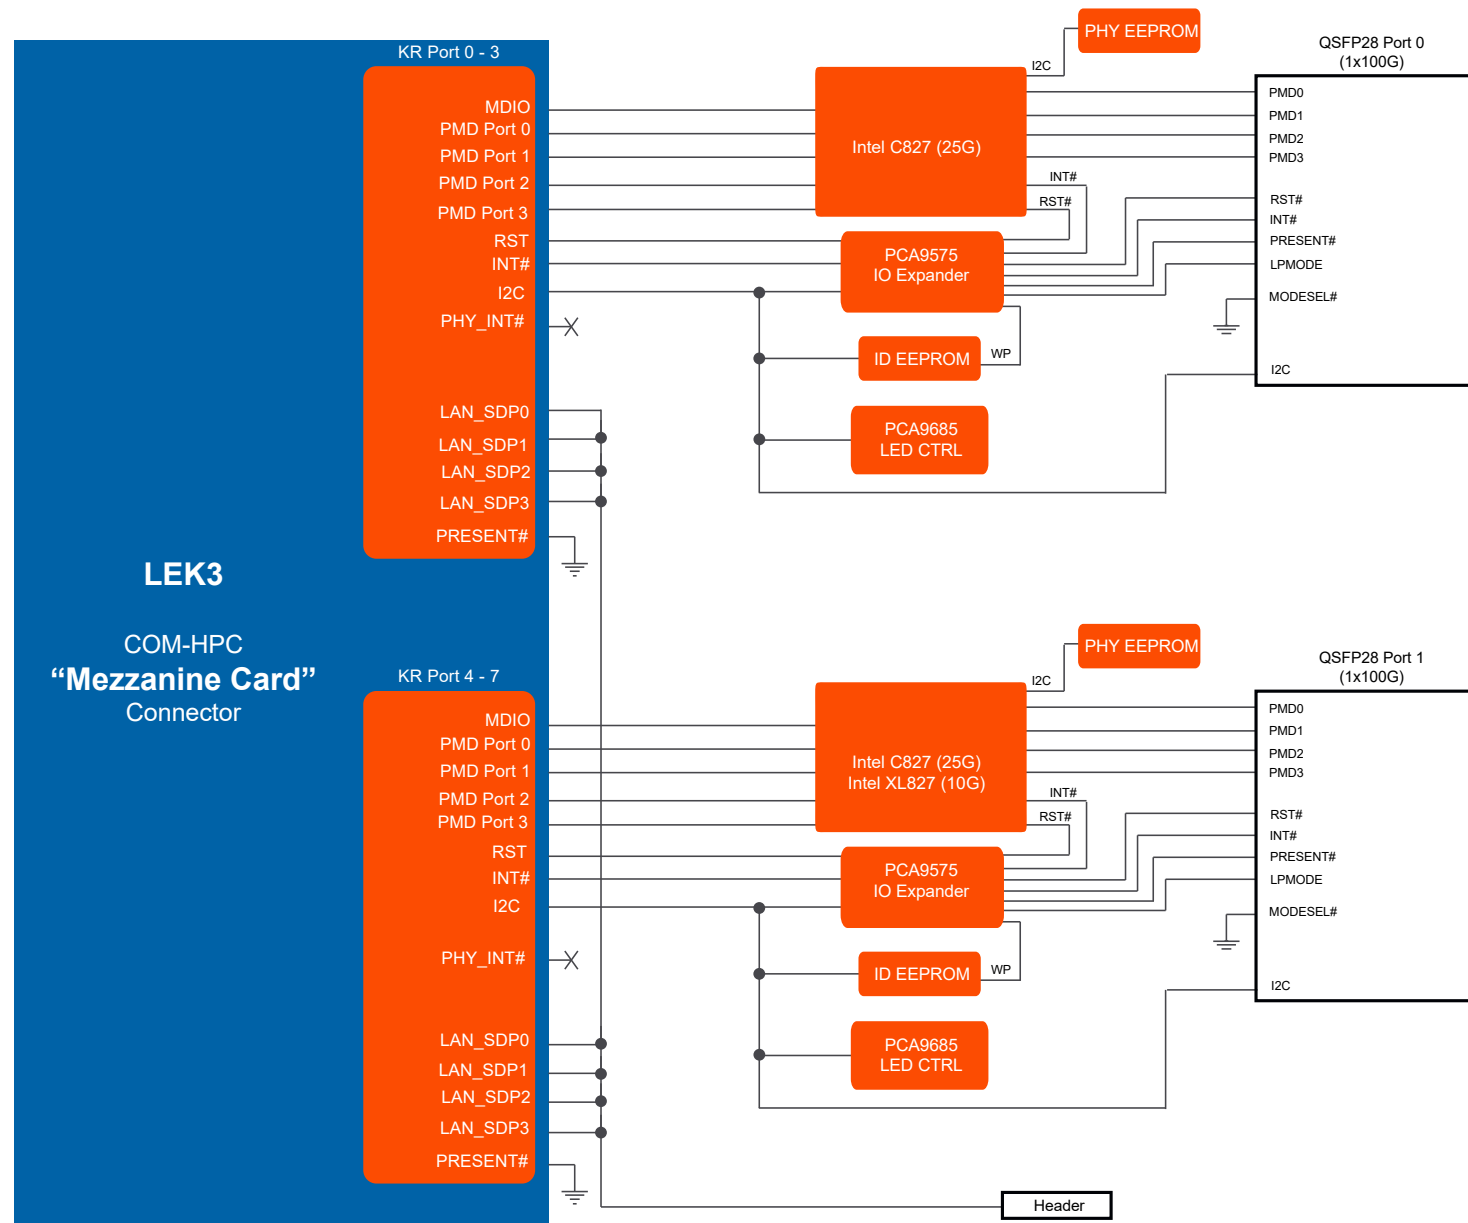 LEK3
COM-HPC
“Mezzanine Card”
Connector
KR Port 0 - 3
MDIO
PMD Port 0
PMD Port 1
PMD Port 2
PMD Port 3
RST
INT#
I2C
PHY_INT#
LAN_SDP0
LAN_SDP1
LAN_SDP2
LAN_SDP3
PRESENT#
Intel C827 (25G)
I2C
PHY EEPROM
INT#
RST#
PCA9575
IO Expander
ID EEPROM
WP
PCA9685
LED CTRL
QSFP28 Port 0
(1x100G)
PMD0
PMD1
PMD2
PMD3
RST#
INT#
PRESENT#
LPMODE
MODESEL#
I2C
KR Port 4 - 7
MDIO
PMD Port 0
PMD Port 1
PMD Port 2
PMD Port 3
RST
INT#
I2C
PHY_INT#
LAN_SDP0
LAN_SDP1
LAN_SDP2
LAN_SDP3
PRESENT#
Intel C827 (25G)
Intel XL827 (10G)
I2C
PHY EEPROM
INT#
RST#
PCA9575
IO Expander
ID EEPROM
WP
PCA9685
LED CTRL
QSFP28 Port 1
(1x100G)
PMD0
PMD1
PMD2
PMD3
RST#
INT#
PRESENT#
LPMODE
MODESEL#
I2C
Header